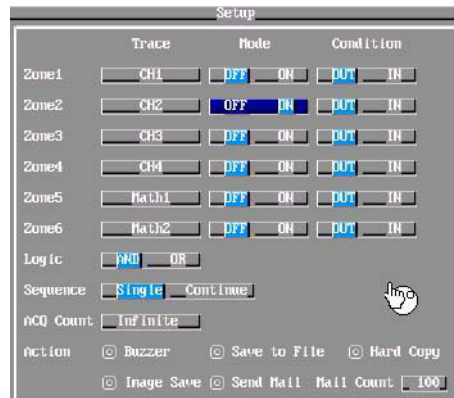 Setup
Trace Mode Condition
Zone1 CH1 OFF ON OUT IN
Zone2 CH2 OFF ON OUT IN
Zone3 CH3 OFF ON OUT IN
Zone4 CH4 OFF ON OUT IN
Zone5 Math1 OFF ON OUT IN
Zone6 Math2 OFF ON OUT IN
Logic AND OR
Sequence Single Continue
ACQ Count Infinite
Action Buzzer Save to File Hard Copy
Image Save Send Mail Mail Count 100